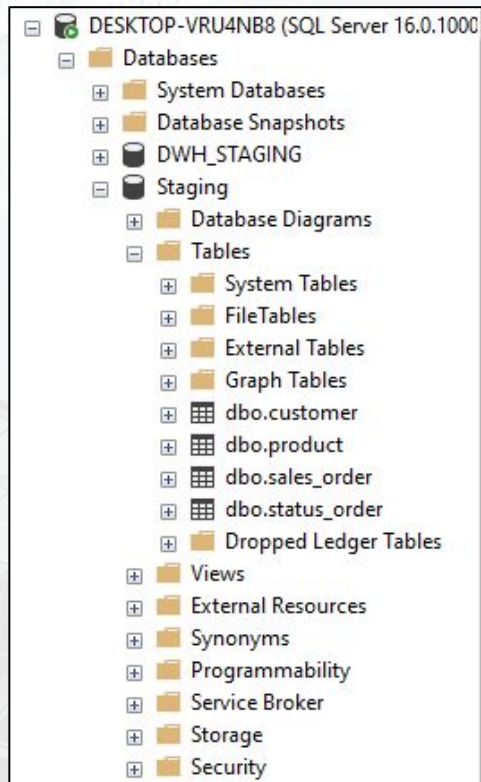 DESKTOP-VRU4NB8 (SQL Server 16.0.1000
Databases
System Databases
Database Snapshots
DWH_STAGING
Staging
Database Diagrams
Tables
System Tables
FileTables
External Tables
Graph Tables
dbo.customer
dbo.product
dbo.sales_order
dbo.status_order
Dropped Ledger Tables
Views
External Resources
Synonyms
Programmability
Service Broker
Storage
Security